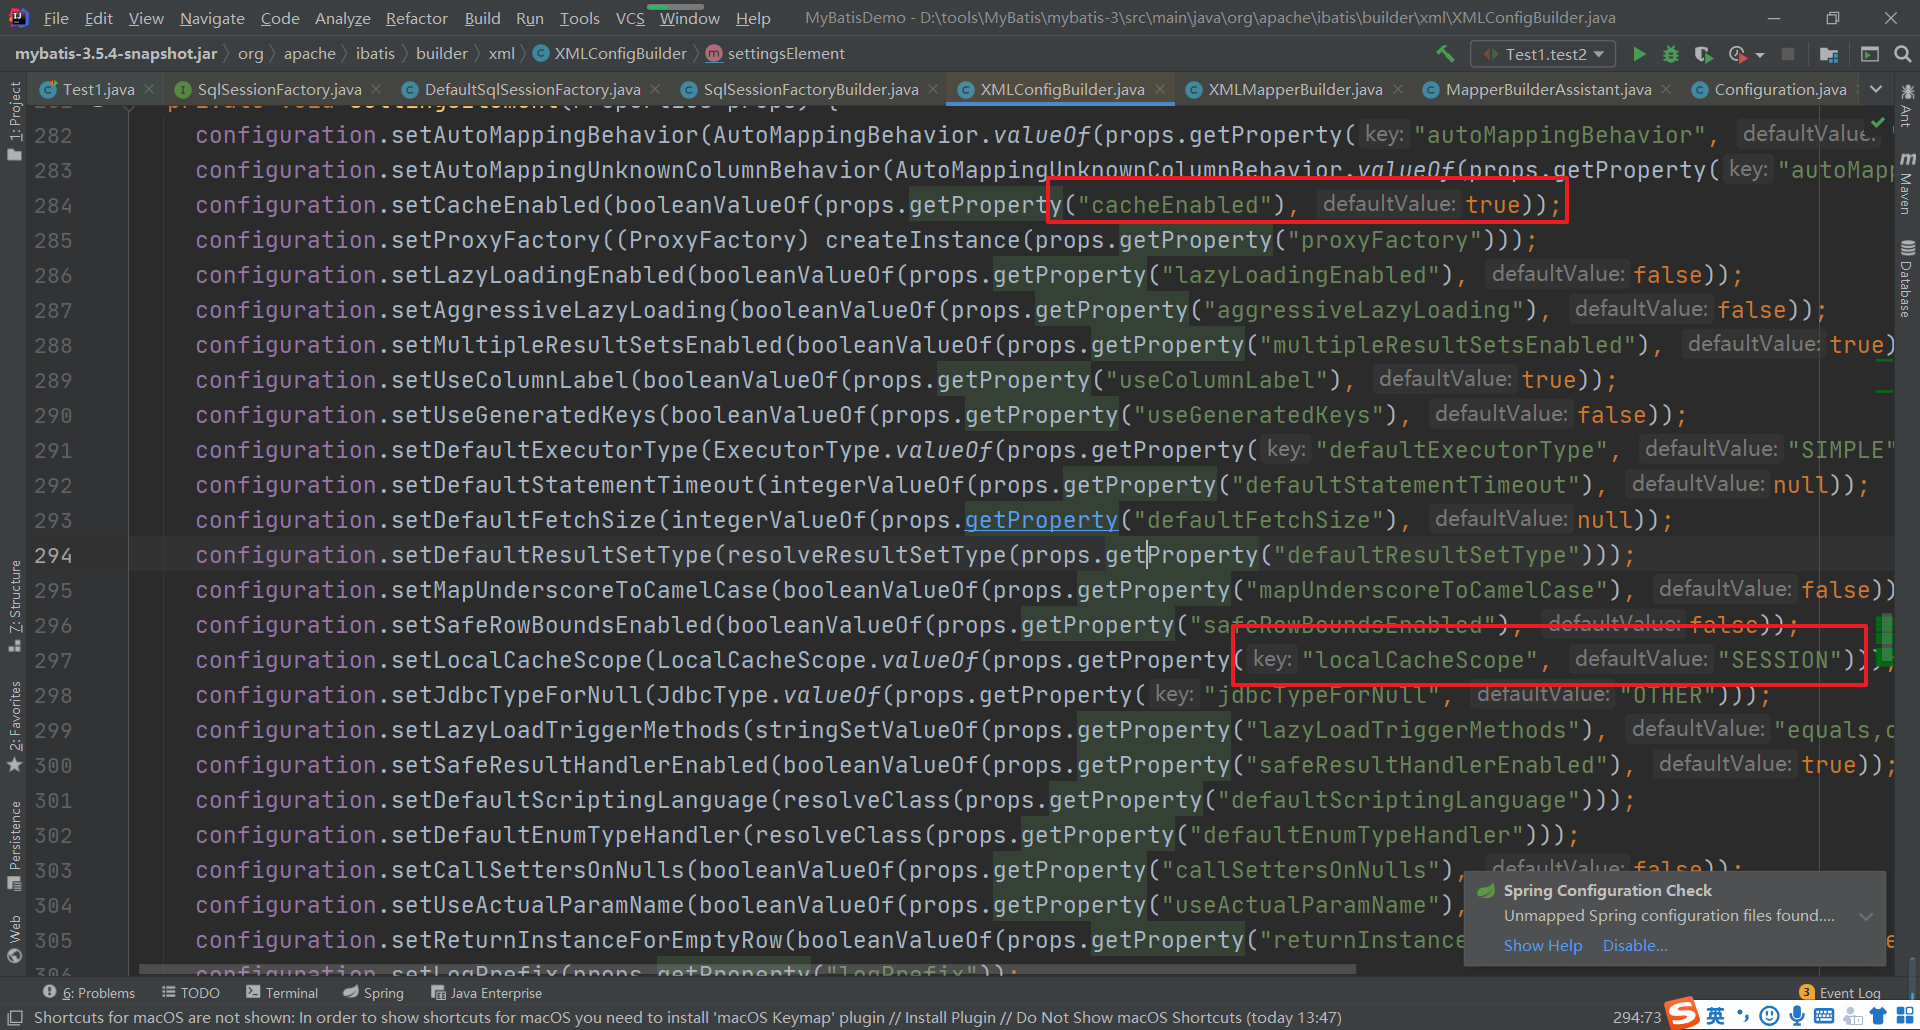 File Edit View Navigate Code Analyze Refactor Build Run Tools VCS Window Help MyBatisDemo - D:\tools\MyBatis\mybatis-3\src\main\java\org\apache\ibatis\builder\xml\XMLConfigBuilder.java
mybatis-3.5.4-snapshot.jar org apache ibatis builder xml XMLConfigBuilder settingsElement Test1.test2
Test1.java SqlSessionFactory.java DefaultSqlSessionFactory.java SqlSessionFactoryBuilder.java XMLConfigBuilder.java XMLMapperBuilder.java MapperBuilderAssistant.java Configuration.java
282 configuration.setAutoMappingBehavior(AutoMappingBehavior.valueOf(props.getProperty( key: "autoMappingBehavior", defaultValue:
283 configuration.setAutoMappingUnknownColumnBehavior(AutoMappingUnknownColumnBehavior.valueOf(props.getProperty( key: "autoMapp
284 configuration.setCacheEnabled(booleanValueOf(props.getProperty("cacheEnabled"), defaultValue: true));
285 configuration.setProxyFactory((ProxyFactory) createInstance(props.getProperty("proxyFactory")));
286 configuration.setLazyLoadingEnabled(booleanValueOf(props.getProperty("lazyLoadingEnabled"), defaultValue: false));
287 configuration.setAggressiveLazyLoading(booleanValueOf(props.getProperty("aggressiveLazyLoading"), defaultValue: false));
288 configuration.setMultipleResultSetsEnabled(booleanValueOf(props.getProperty("multipleResultSetsEnabled"), defaultValue: true)
289 configuration.setUseColumnLabel(booleanValueOf(props.getProperty("useColumnLabel"), defaultValue: true));
290 configuration.setUseGeneratedKeys(booleanValueOf(props.getProperty("useGeneratedKeys"), defaultValue: false));
291 configuration.setDefaultExecutorType(ExecutorType.valueOf(props.getProperty( key: "defaultExecutorType", defaultValue: "SIMPLE"
292 configuration.setDefaultStatementTimeout(integerValueOf(props.getProperty("defaultStatementTimeout"), defaultValue: null));
293 configuration.setDefaultFetchSize(integerValueOf(props.getProperty("defaultFetchSize"), defaultValue: null));
294 configuration.setDefaultResultSetType(resolveResultSetType(props.getProperty("defaultResultSetType")));
295 configuration.setMapUnderscoreToCamelCase(booleanValueOf(props.getProperty("mapUnderscoreToCamelCase"), defaultValue: false))
296 configuration.setSafeRowBoundsEnabled(booleanValueOf(props.getProperty("safeRowBoundsEnabled"), defaultValue: false));
297 configuration.setLocalCacheScope(LocalCacheScope.valueOf(props.getProperty( key: "localCacheScope", defaultValue: "SESSION")));
298 configuration.setJdbcTypeForNull(JdbcType.valueOf(props.getProperty( key: "jdbcTypeForNull", defaultValue: "OTHER")));
299 configuration.setLazyLoadTriggerMethods(stringSetValueOf(props.getProperty("lazyLoadTriggerMethods"), defaultValue: "equals,c
300 configuration.setSafeResultHandlerEnabled(booleanValueOf(props.getProperty("safeResultHandlerEnabled"), defaultValue: true));
301 configuration.setDefaultScriptingLanguage(resolveClass(props.getProperty("defaultScriptingLanguage")));
302 configuration.setDefaultEnumTypeHandler(resolveClass(props.getProperty("defaultEnumTypeHandler")));
303 configuration.setCallSettersOnNulls(booleanValueOf(props.getProperty("callSettersOnNulls"), defaultValue: false));
304 configuration.setUseActualParamName(booleanValueOf(props.getProperty("useActualParamName"),
305 configuration.setReturnInstanceForEmptyRow(booleanValueOf(props.getProperty("returnInstance
306 configuration.setLogPrefix(props.getProperty("logPrefix"));
1: Project
7: Structure
2: Favorites
Persistence
Web
Ant
Maven
Database
Spring Configuration Check
Unmapped Spring configuration files found....
Show Help Disable...
6: Problems TODO Terminal Spring Java Enterprise 3 Event Log
Shortcuts for macOS are not shown: In order to show shortcuts for macOS you need to install 'macOS Keymap' plugin // Install Plugin // Do Not Show macOS Shortcuts (today 13:47) 294:73 英